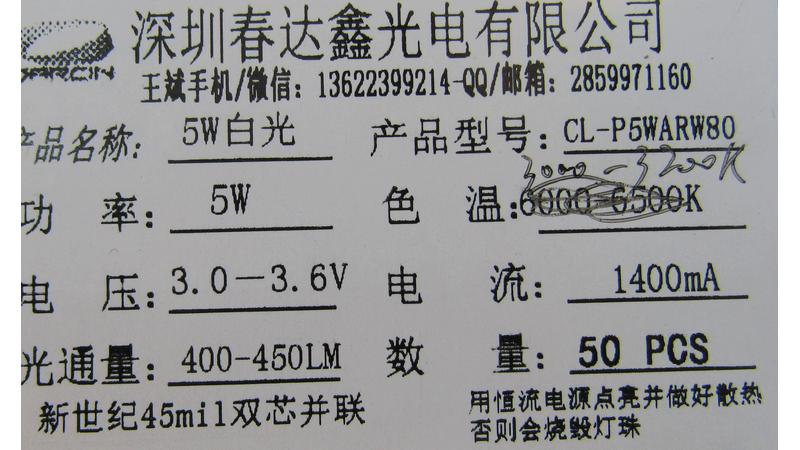 深圳春达鑫光电有限公司
王斌手机/微信：13622399214-QQ/邮箱：2859971160
产品名称：5W白光 产品型号：CL-P5WARW80
3000-3200K
功 率：5W 色 温：6000-6500K
电 压：3.0－3.6V 电 流：1400mA
光通量：400-450LM 数 量：50 PCS
新世纪45mil双芯并联
用恒流电源点亮并做好散热
否则会烧毁灯珠